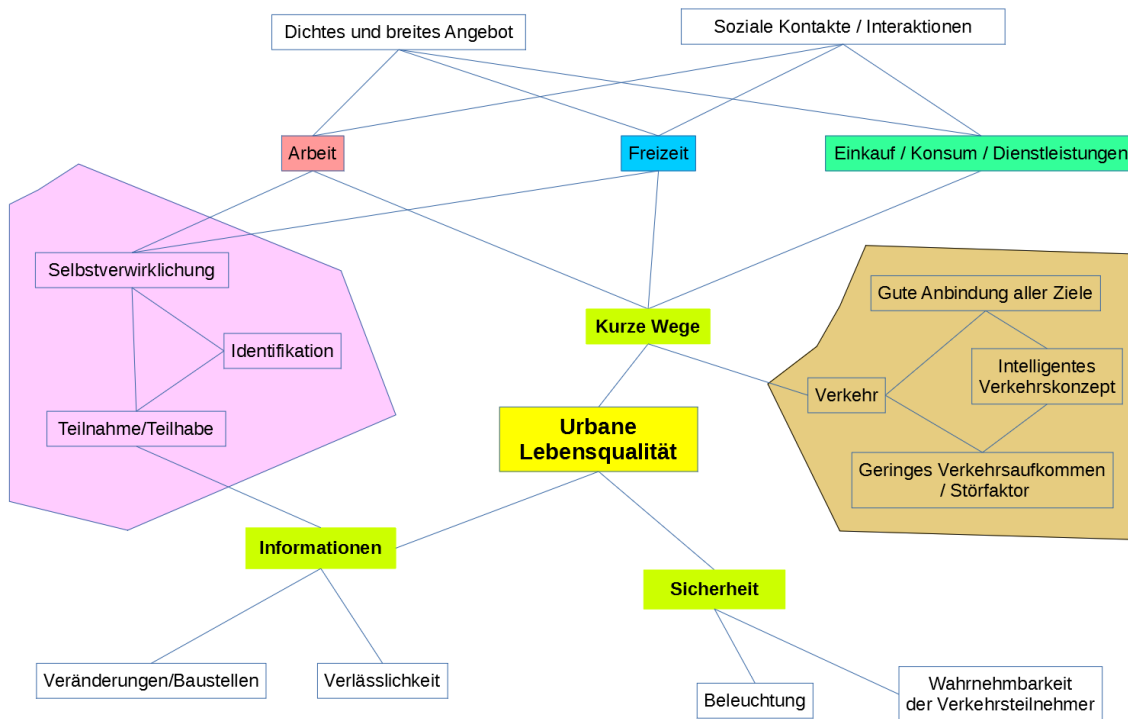 Dichtes und breites Angebot
Soziale Kontakte / Interaktionen
Arbeit
Freizeit
Einkauf / Konsum / Dienstleistungen
Selbstverwirklichung
Identifikation
Teilnahme/Teilhabe
Kurze Wege
Gute Anbindung aller Ziele
Intelligentes
Verkehrskonzept
Verkehr
Geringes Verkehrsaufkommen
/ Störfaktor
Urbane
Lebensqualität
Informationen
Sicherheit
Veränderungen/Baustellen
Verlässlichkeit
Beleuchtung
Wahrnehmbarkeit
der Verkehrsteilnehmer